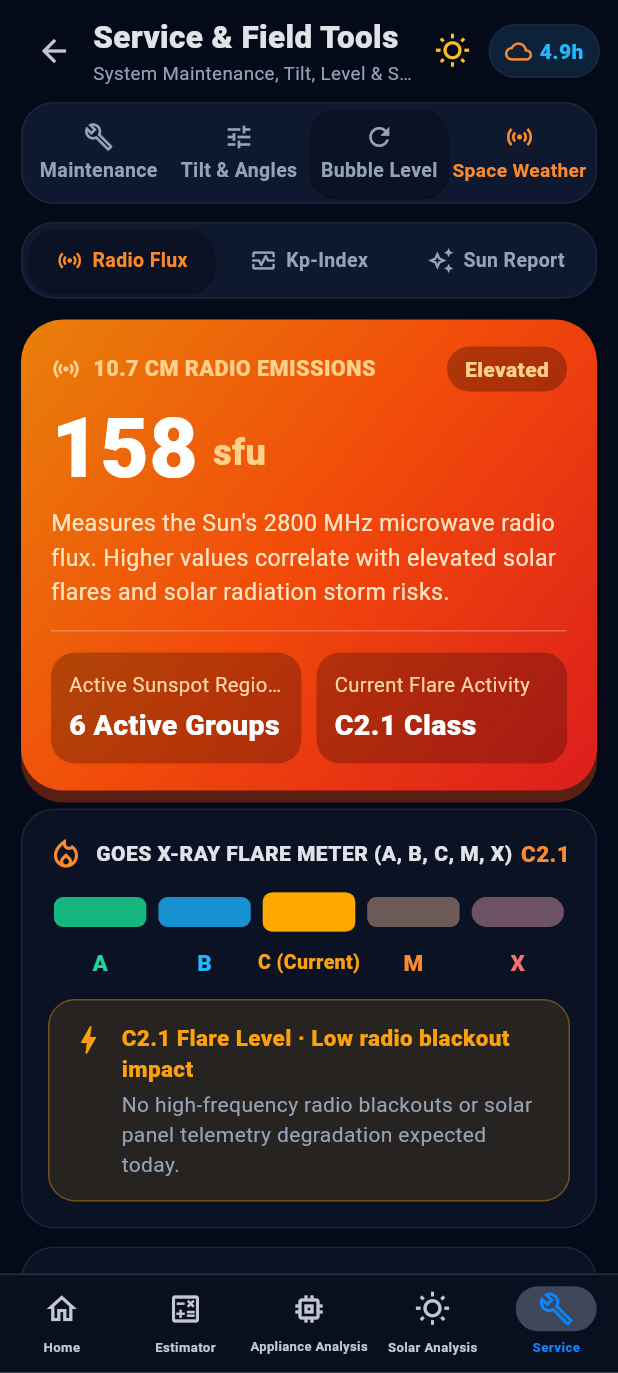 Service & Field Tools
System Maintenance, Tilt, Level & S…
4.9h
Maintenance
Tilt & Angles
Bubble Level
Space Weather
Radio Flux
Kp-Index
Sun Report
10.7 CM RADIO EMISSIONS
Elevated
158 sfu
Measures the Sun's 2800 MHz microwave radio
flux. Higher values correlate with elevated solar
flares and solar radiation storm risks.
Active Sunspot Regio…
6 Active Groups
Current Flare Activity
C2.1 Class
GOES X-RAY FLARE METER (A, B, C, M, X) C2.1
A
B
C (Current)
M
X
C2.1 Flare Level · Low radio blackout
impact
No high-frequency radio blackouts or solar
panel telemetry degradation expected
today.
Home
Estimator
Appliance Analysis
Solar Analysis
Service